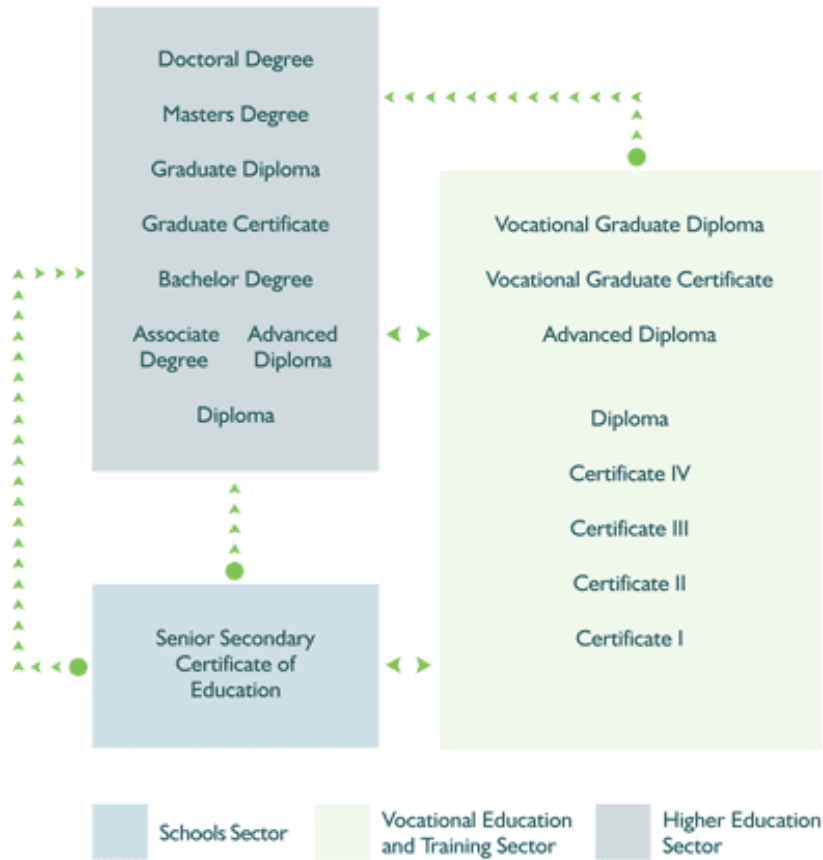 Doctoral Degree
Masters Degree
Graduate Diploma
Graduate Certificate
Bachelor Degree
Associate
Degree
Advanced
Diploma
Diploma
Vocational Graduate Diploma
Vocational Graduate Certificate
Advanced Diploma
Diploma
Certificate IV
Certificate III
Certificate II
Certificate I
Senior Secondary
Certificate of
Education
Schools Sector
Vocational Education
and Training Sector
Higher Education
Sector